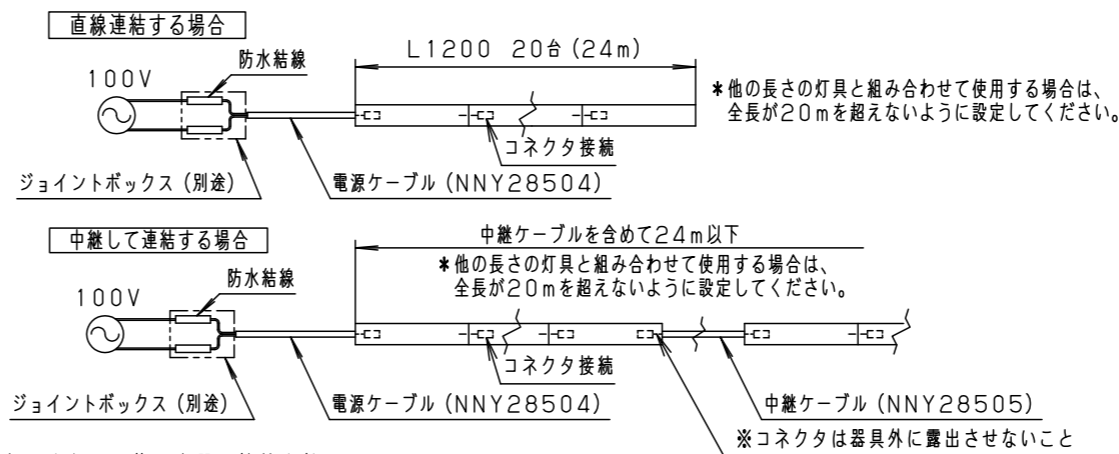 直線連結する場合
100V
防水結線
L1200 20台(24m)
*他の長さの灯具と組み合わせて使用する場合は、
全長が20mを超えないように設定してください。
コネクタ接続
ジョイントボックス(別途)
電源ケーブル(NNY28504)
中継して連結する場合
中継ケーブルを含めて24m以下
*他の長さの灯具と組み合わせて使用する場合は、
全長が20mを超えないように設定してください。
100V
防水結線
コネクタ接続
ジョイントボックス(別途)
電源ケーブル(NNY28504)
中継ケーブル(NNY28505)
※コネクタは器具外に露出させないこと